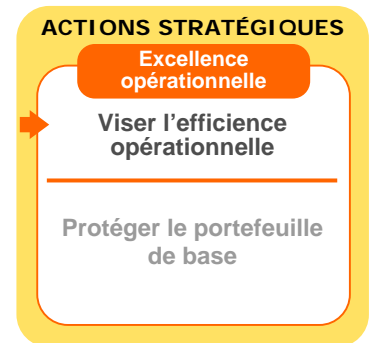 ACTIONS STRATÉGIQUES
Excellence
opérationnelle
Viser l’efficience
opérationnelle
Protéger le portefeuille
de base